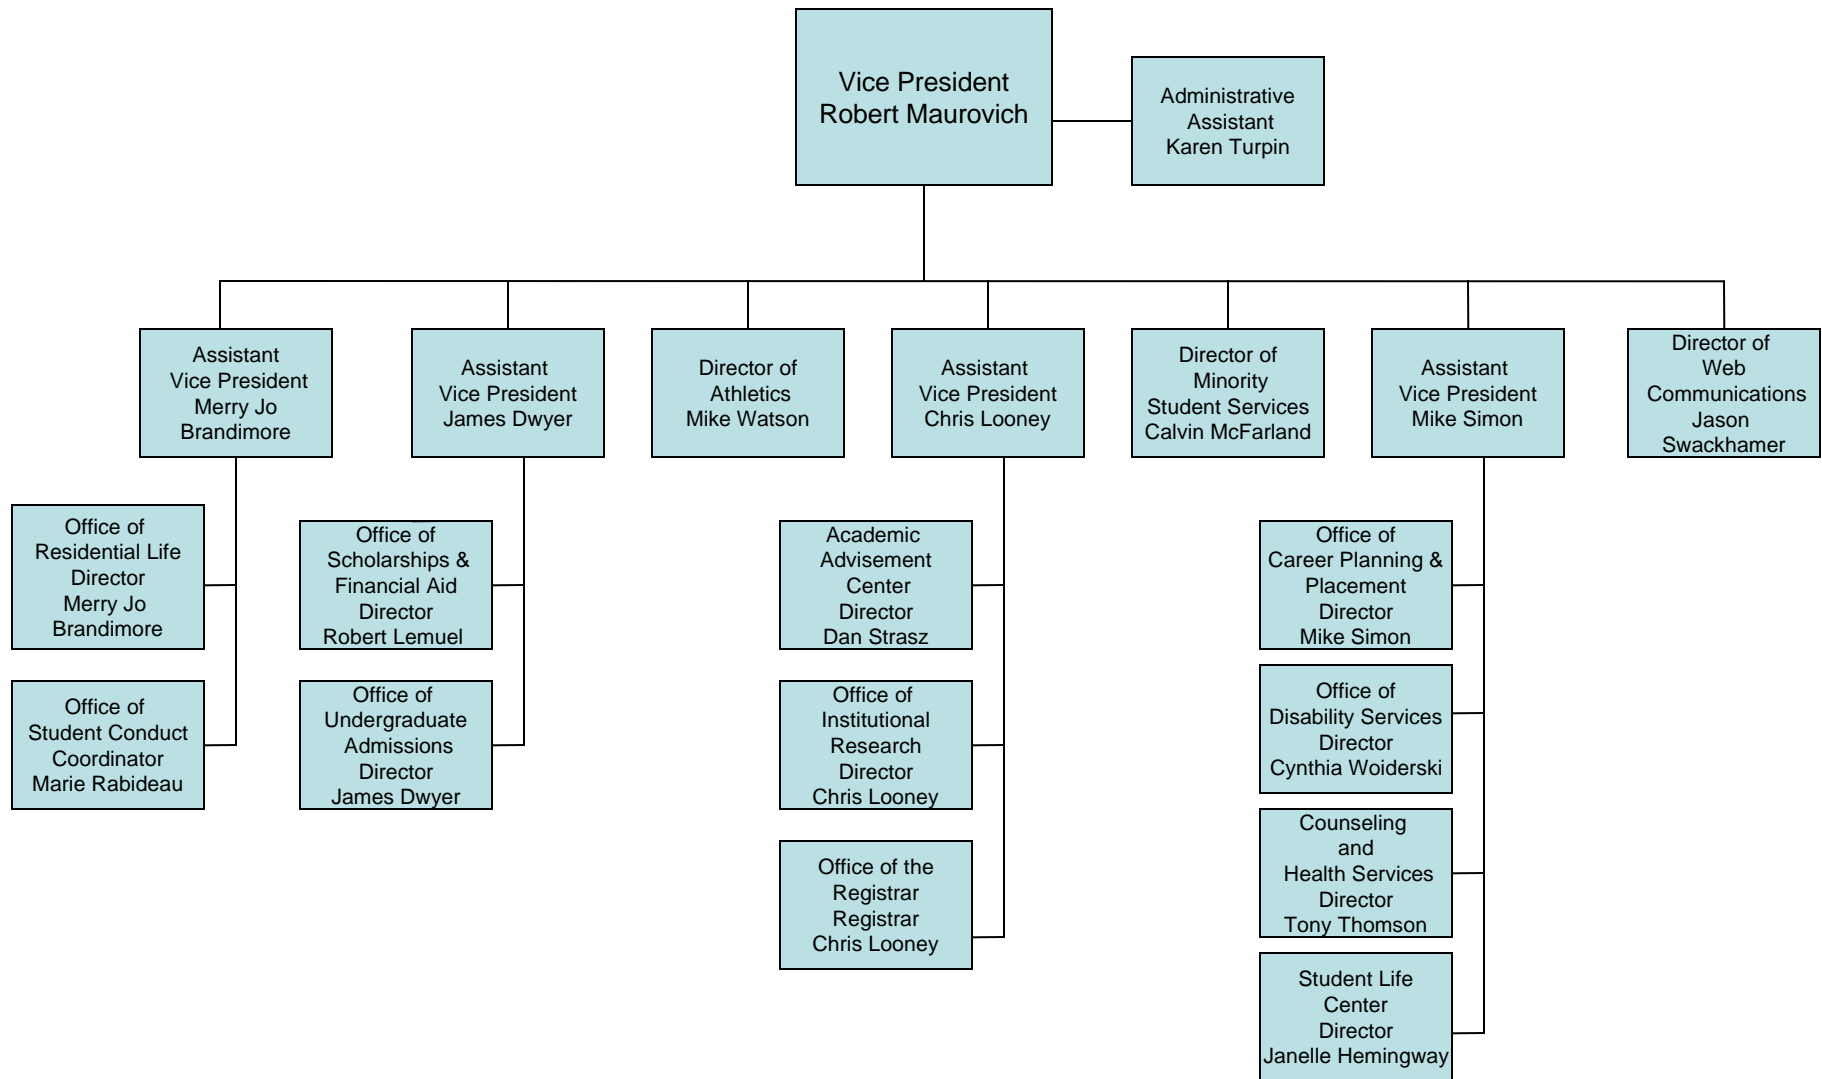 Vice President
Robert Maurovich
Administrative
Assistant
Karen Turpin
Assistant
Vice President
Merry Jo
Brandimore
Assistant
Vice President
James Dwyer
Director of
Athletics
Mike Watson
Assistant
Vice President
Chris Looney
Director of
Minority
Student Services
Calvin McFarland
Assistant
Vice President
Mike Simon
Director of
Web
Communications
Jason
Swackhamer
Office of
Residential Life
Director
Merry Jo
Brandimore
Office of
Student Conduct
Coordinator
Marie Rabideau
Office of
Scholarships &
Financial Aid
Director
Robert Lemuel
Office of
Undergraduate
Admissions
Director
James Dwyer
Academic
Advisement
Center
Director
Dan Strasz
Office of
Institutional
Research
Director
Chris Looney
Office of the
Registrar
Registrar
Chris Looney
Office of
Career Planning &
Placement
Director
Mike Simon
Office of
Disability Services
Director
Cynthia Woiderski
Counseling
and
Health Services
Director
Tony Thomson
Student Life
Center
Director
Janelle Hemingway